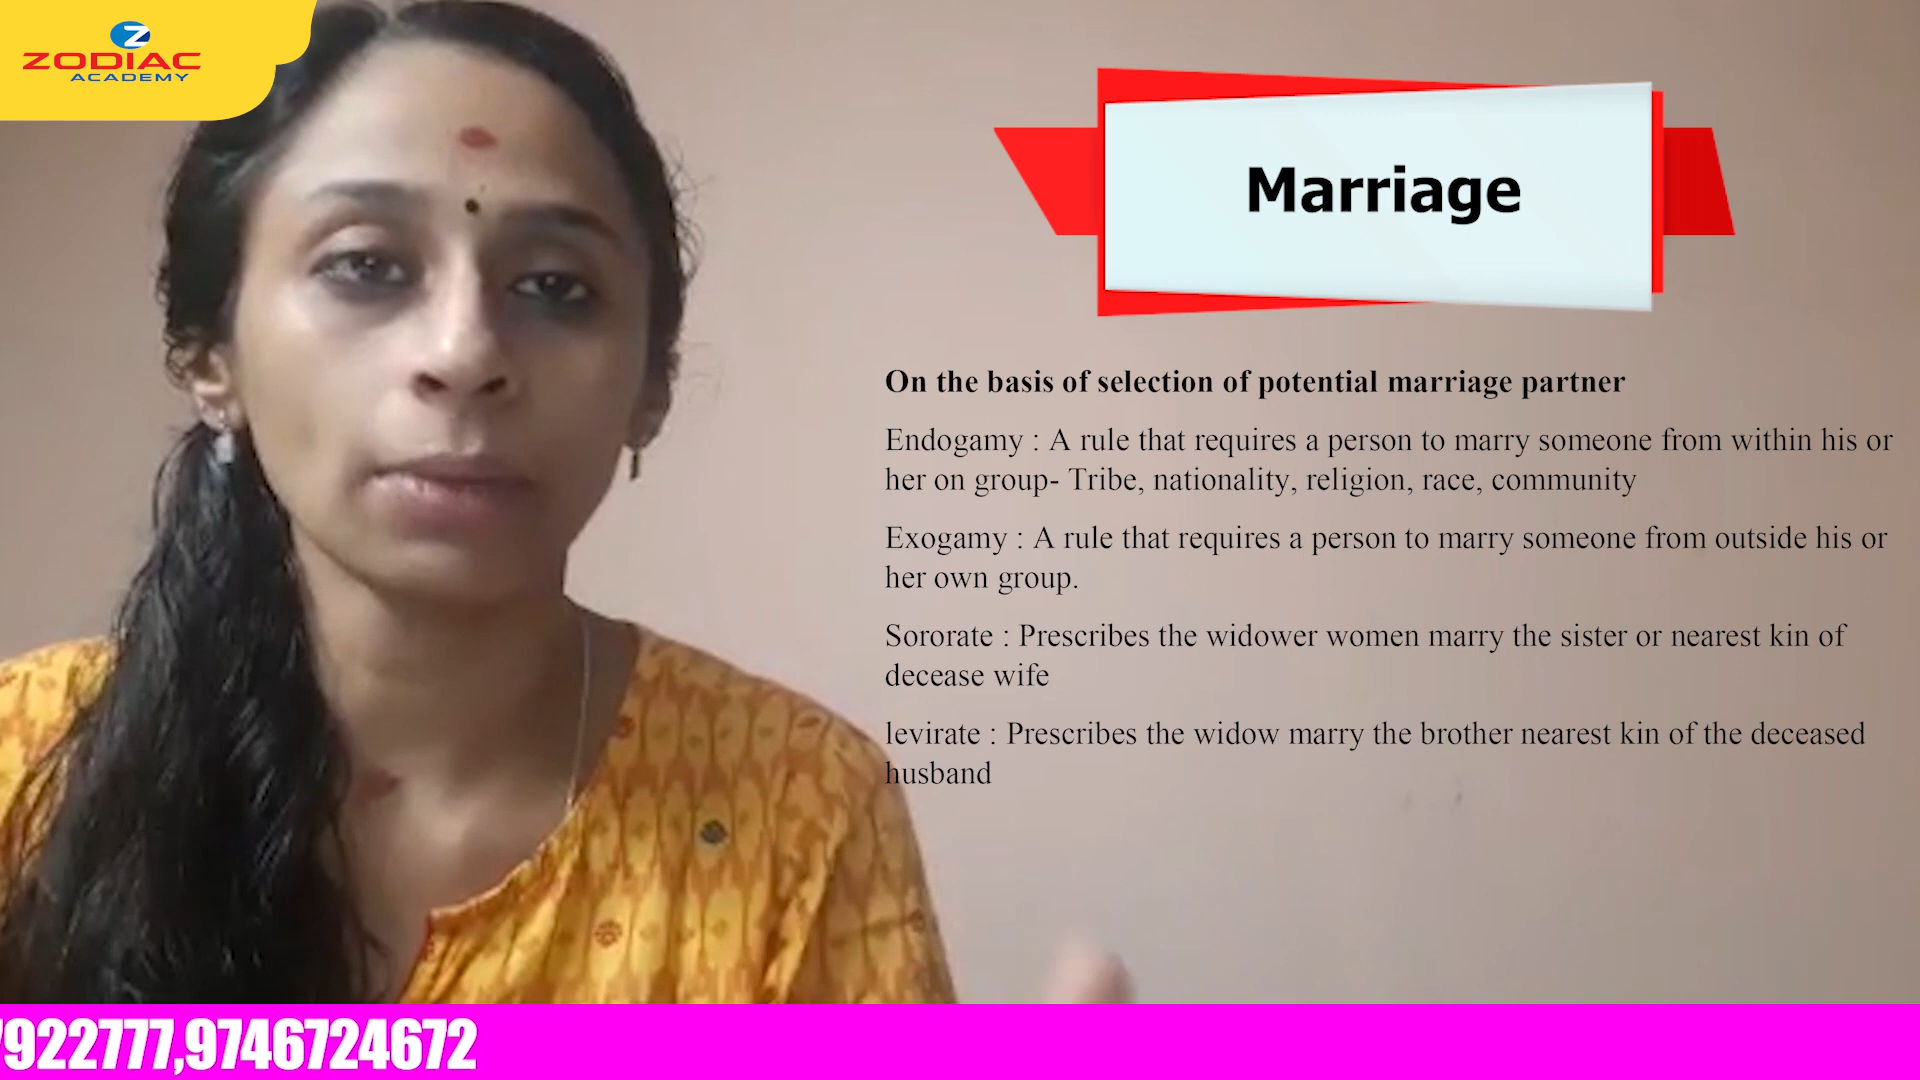 Z
ZODIAC
ACADEMY
Marriage
On the basis of selection of potential marriage partner
Endogamy : A rule that requires a person to marry someone from within his or
her on group- Tribe, nationality, religion, race, community
Exogamy : A rule that requires a person to marry someone from outside his or
her own group.
Sororate : Prescribes the widower women marry the sister or nearest kin of
decease wife
levirate : Prescribes the widow marry the brother nearest kin of the deceased
husband
7922777,9746724672